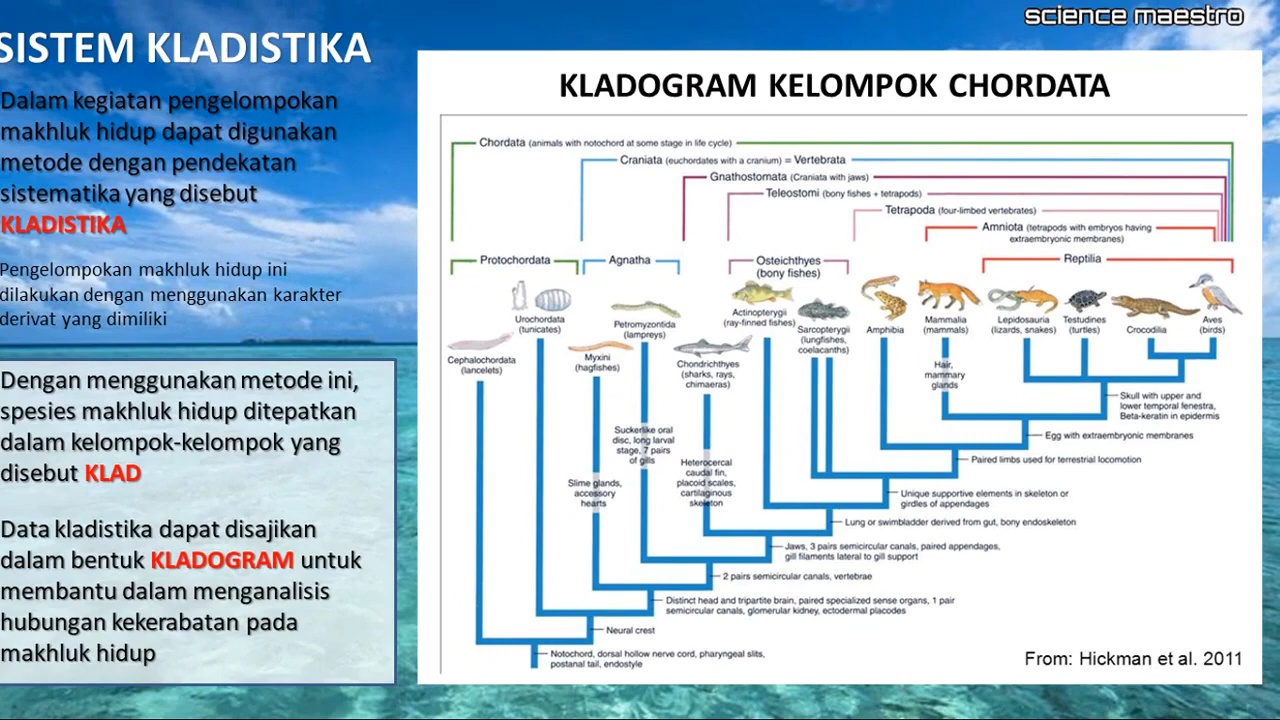 science maestro
SISTEM KLADISTIKA
Dalam kegiatan pengelompokan
makhluk hidup dapat digunakan
metode dengan pendekatan
sistematika yang disebut
KLADISTIKA
Pengelompokan makhluk hidup ini
dilakukan dengan menggunakan karakter
derivat yang dimiliki
Dengan menggunakan metode ini,
spesies makhluk hidup ditepatkan
dalam kelompok-kelompok yang
disebut KLAD
Data kladistika dapat disajikan
dalam bentuk KLADOGRAM untuk
membantu dalam menganalisis
hubungan kekerabatan pada
makhluk hidup
KLADOGRAM KELOMPOK CHORDATA
Chordata (animals with notochord at some stage in life cycle)
Craniata (euchordates with a cranium) = Vertebrata
Gnathostomata (Craniata with jaws)
Teleostomi (bony fishes + tetrapods)
Tetrapoda (four-limbed vertebrates)
Amniota (tetrapods with embryos having
extraembryonic membranes)
Protochordata
Agnatha
Osteichthyes
(bony fishes)
Reptilia
Cephalochordata
(lancelets)
Urochordata
(tunicates)
Myxini
(hagfishes)
Petromyzontida
(lampreys)
Chondrichthyes
(sharks, rays,
chimaeras)
Actinopterygii
(ray-finned fishes)
Sarcopterygii
(lungfishes,
coelacanths)
Amphibia
Mammalia
(mammals)
Lepidosauria
(lizards, snakes)
Testudines
(turtles)
Crocodilia
Aves
(birds)
Hair,
mammary
glands
Skull with upper and
lower temporal fenestra,
Beta-keratin in epidermis
Egg with extraembryonic membranes
Suckerlike oral
disc, long larval
stage, 7 pairs
of gills
Paired limbs used for terrestrial locomotion
Heterocercal
caudal fin,
placoid scales,
cartilaginous
skeleton
Slime glands,
accessory
hearts
Unique supportive elements in skeleton or
girdles of appendages
Lung or swimbladder derived from gut, bony endoskeleton
Jaws, 3 pairs semicircular canals, paired appendages,
gill filaments lateral to gill support
2 pairs semicircular canals, vertebrae
Distinct head and tripartite brain, paired specialized sense organs, 1 pair
semicircular canals, glomerular kidney, ectodermal placodes
Neural crest
Notochord, dorsal hollow nerve cord, pharyngeal slits,
postanal tail, endostyle
From: Hickman et al. 2011